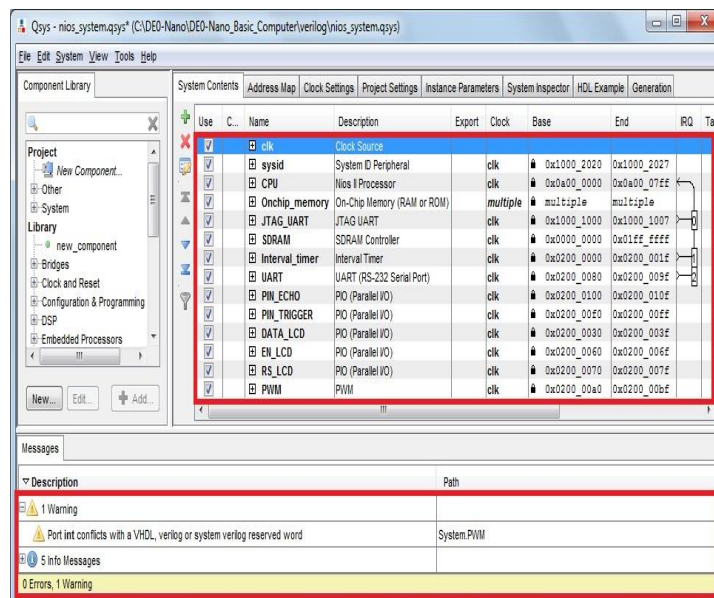 Qsys - nios_system.qsys* (C:\DE0-Nano\DE0-Nano_Basic_Computer\verilog\nios_system.qsys)
File Edit System View Tools Help
Component Library
Project
New Component...
Other
System
Library
new_component
Bridges
Clock and Reset
Configuration & Programming
DSP
Embedded Processors
New... Edit... Add...
System Contents Address Map Clock Settings Project Settings Instance Parameters System Inspector HDL Example Generation
Use C... Name Description Export Clock Base End IRQ Ta
clk Clock Source
sysid System ID Peripheral clk 0x1000_2020 0x1000_2027
CPU Nios II Processor clk 0x0a00_0000 0x0a00_07ff
Onchip_memory On-Chip Memory (RAM or ROM) multiple multiple multiple
JTAG_UART JTAG UART clk 0x1000_1000 0x1000_1007 0
SDRAM SDRAM Controller clk 0x0000_0000 0x01ff_ffff
Interval_timer Interval Timer clk 0x0200_0000 0x0200_001f 1
UART UART (RS-232 Serial Port) clk 0x0200_0080 0x0200_009f 2
PIN_ECHO PIO (Parallel I/O) clk 0x0200_0100 0x0200_010f
PIN_TRIGGER PIO (Parallel I/O) clk 0x0200_00f0 0x0200_00ff
DATA_LCD PIO (Parallel I/O) clk 0x0200_0030 0x0200_003f
EN_LCD PIO (Parallel I/O) clk 0x0200_0060 0x0200_006f
RS_LCD PIO (Parallel I/O) clk 0x0200_0070 0x0200_007f
PWM PWM clk 0x0200_00a0 0x0200_00bf
Messages
Description Path
1 Warning
Port int conflicts with a VHDL, verilog or system verilog reserved word System.PWM
5 Info Messages
0 Errors, 1 Warning